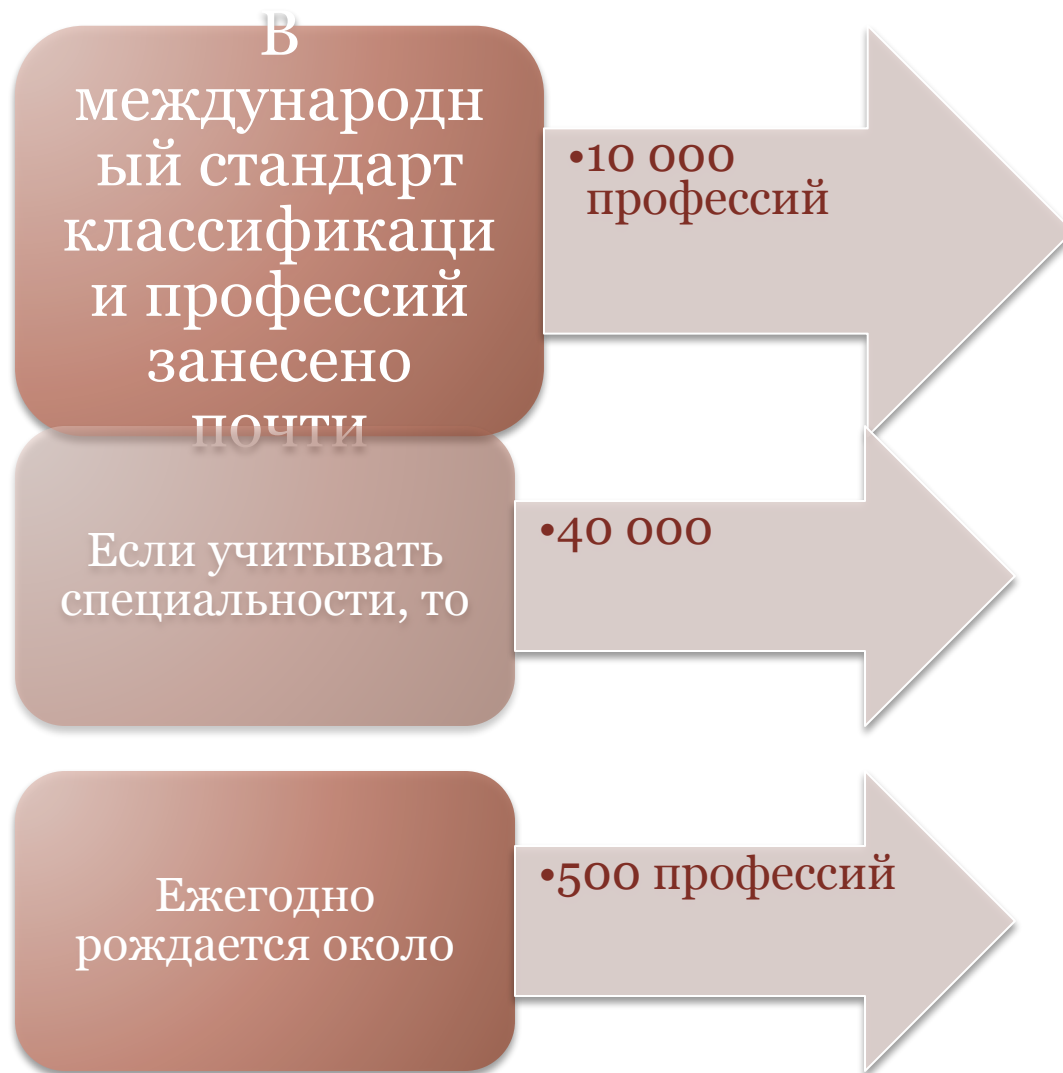 В
международн
ый стандарт
классификаци
и профессий
занесено
почти
•10 000
профессий
Если учитывать
специальности, то
•40 000
Ежегодно
рождается около
•500 профессий